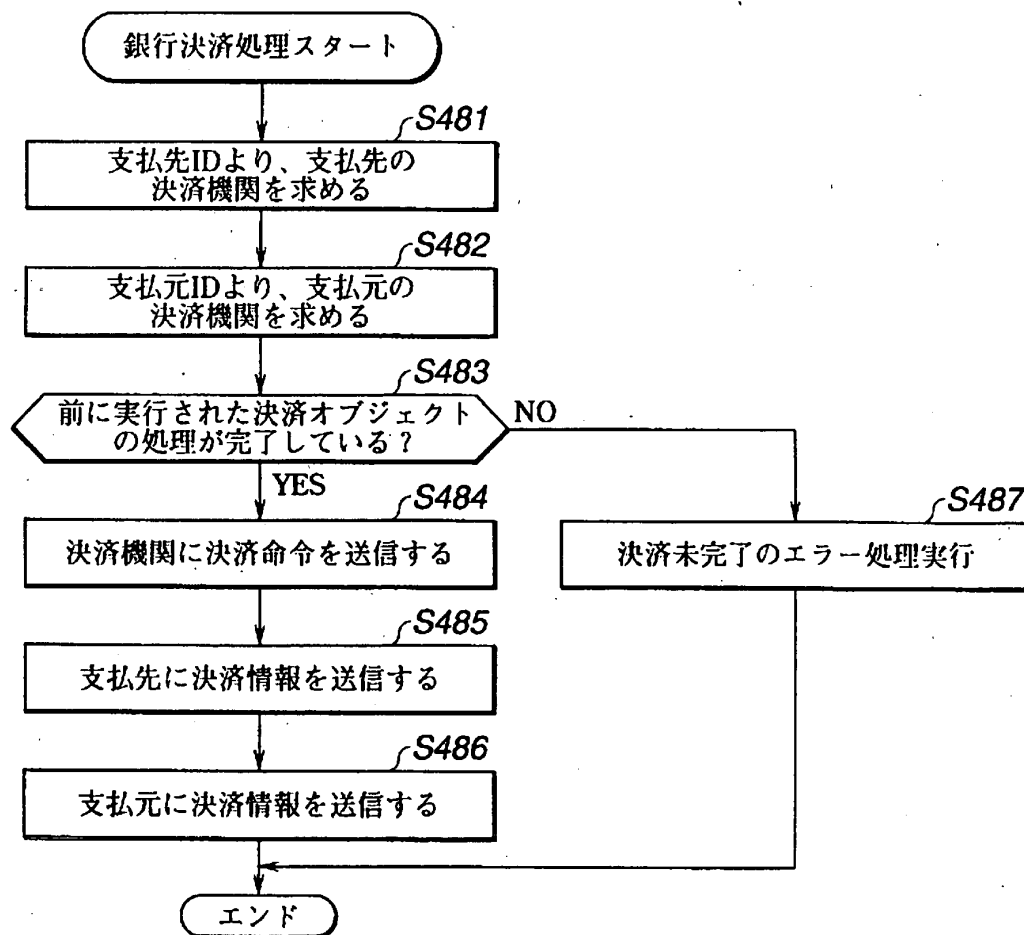 銀行決済処理スタート
S481
支払先IDより、支払先の
決済機関を求める
S482
支払元IDより、支払元の
決済機関を求める
S483
前に実行された決済オブジェクト
の処理が完了している?
NO
YES
S484
決済機関に決済命令を送信する
S487
決済未完了のエラー処理実行
S485
支払先に決済情報を送信する
S486
支払元に決済情報を送信する
エンド